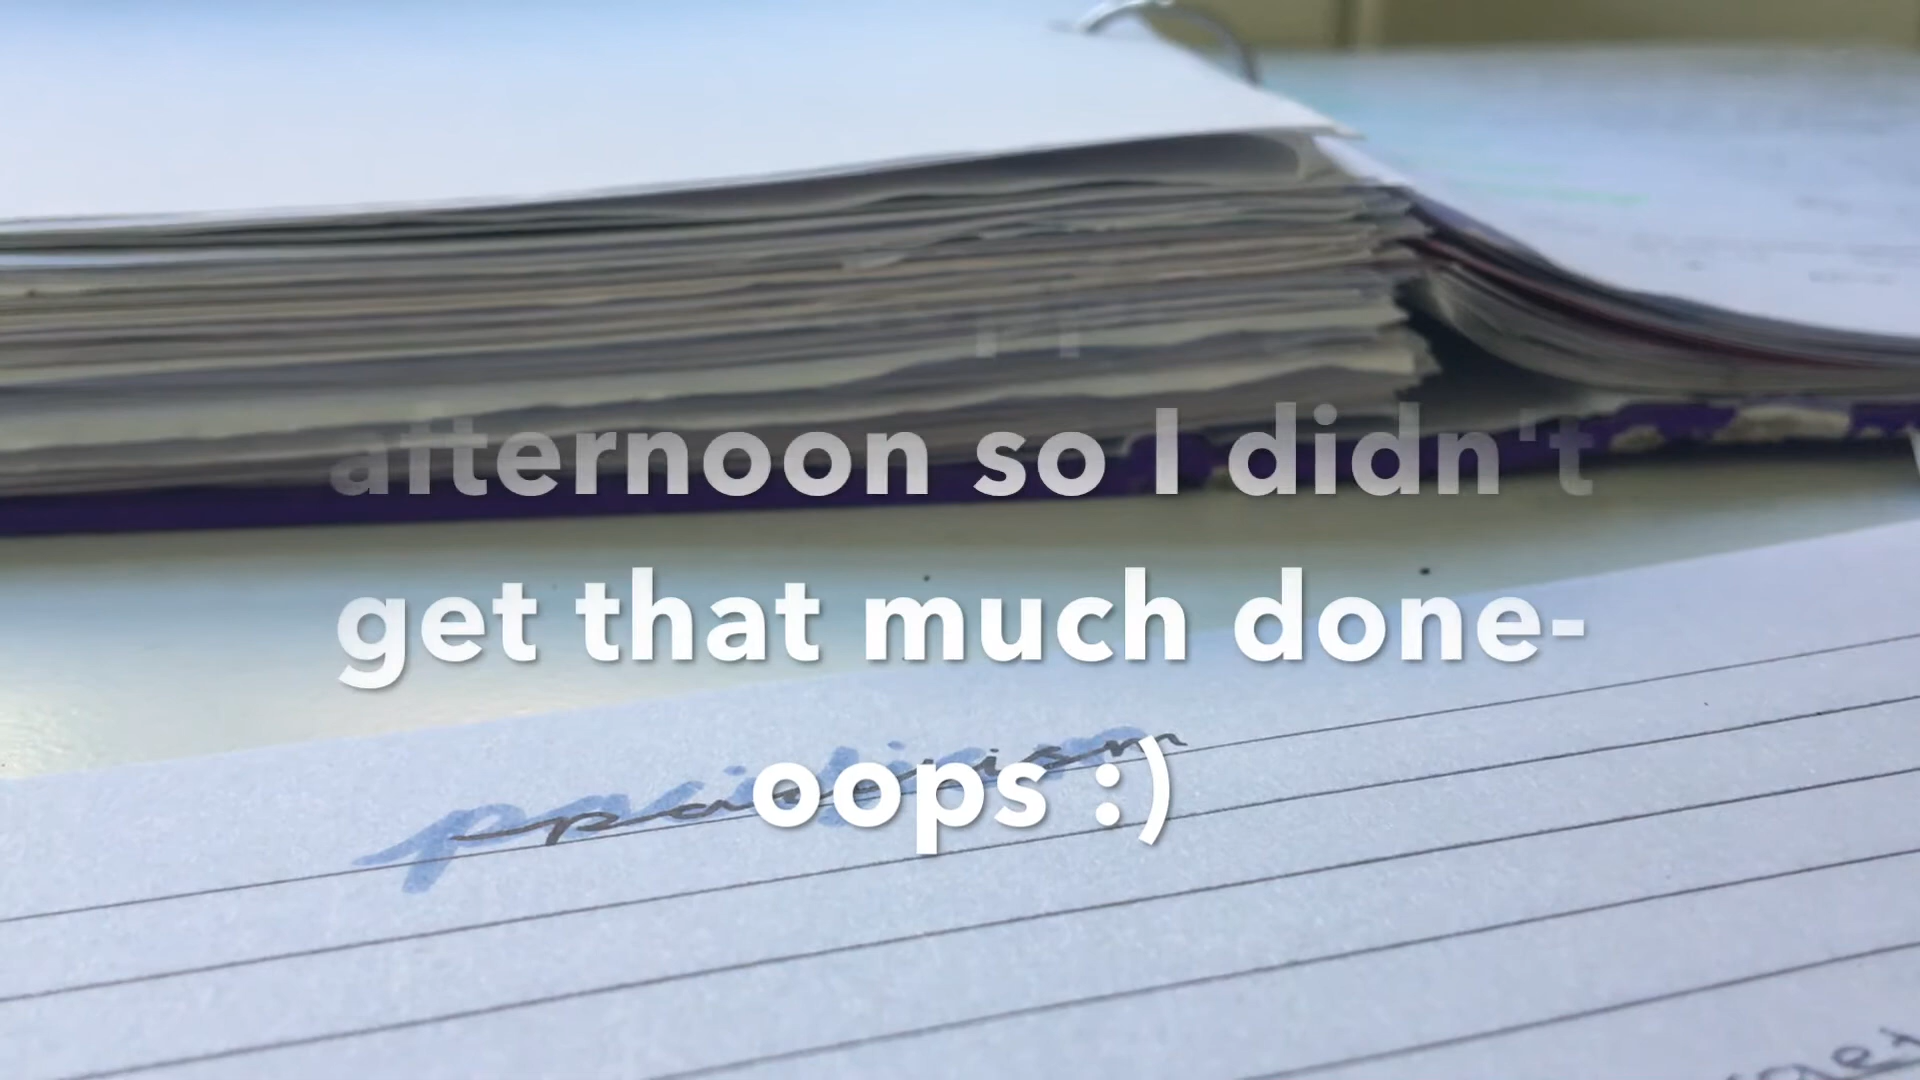 afternoon so I didn't
get that much done-
oops :)